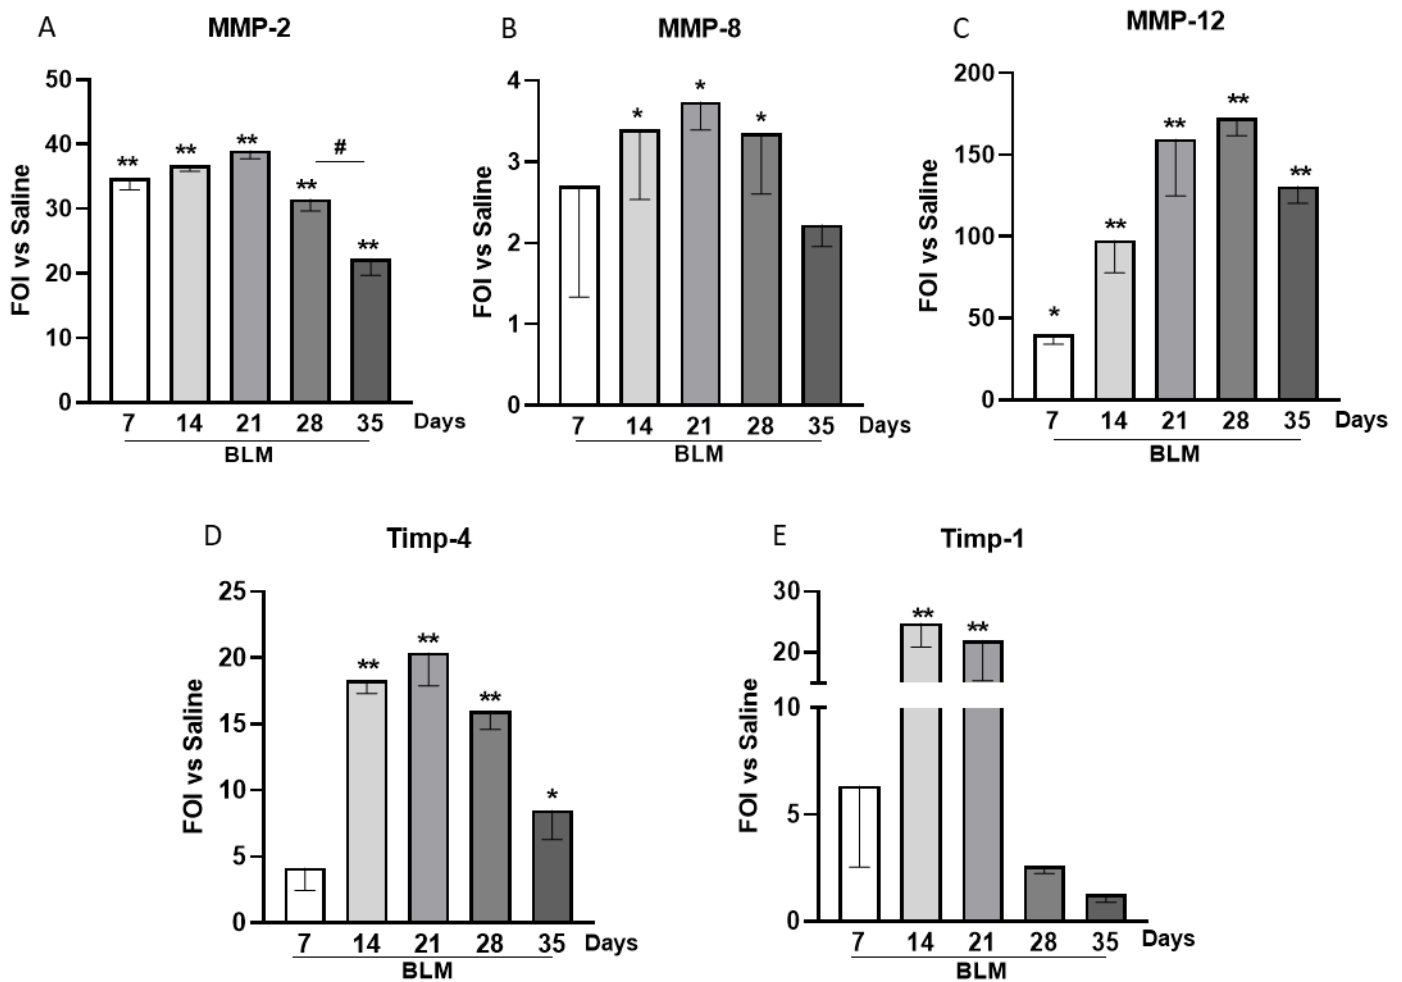 A MMP-2
FOI vs Saline
50
40
30
20
10
0
** ** ** ** # **
7 14 21 28 35 Days
BLM
B MMP-8
FOI vs Saline
4
3
2
1
0
* * *
7 14 21 28 35 Days
BLM
C MMP-12
FOI vs Saline
200
150
100
50
0
* ** ** ** **
7 14 21 28 35 Days
BLM
D Timp-4
FOI vs Saline
25
20
15
10
5
0
** ** ** *
7 14 21 28 35 Days
BLM
E Timp-1
FOI vs Saline
30
20
10
5
0
** **
7 14 21 28 35 Days
BLM